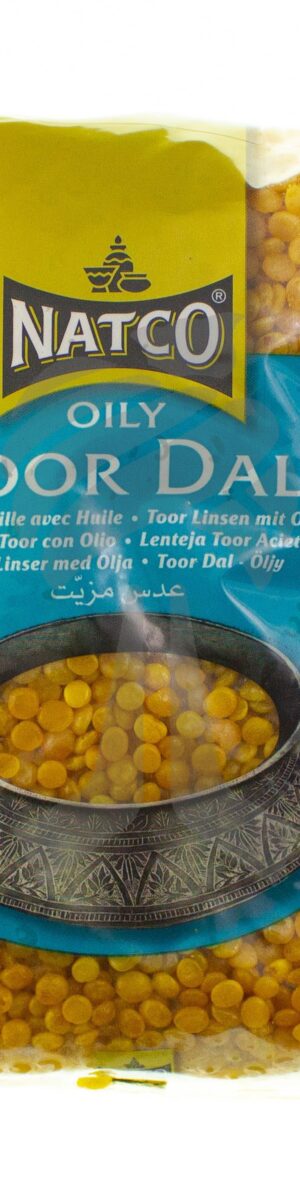 NATCO®
OILY
OOR DAL
ille avec Huile • Toor Linsen mit O
Toor con Olio • Lenteja Toor Aciet
Linser med Olja • Toor Dal - Öljy
عدس مزيّت